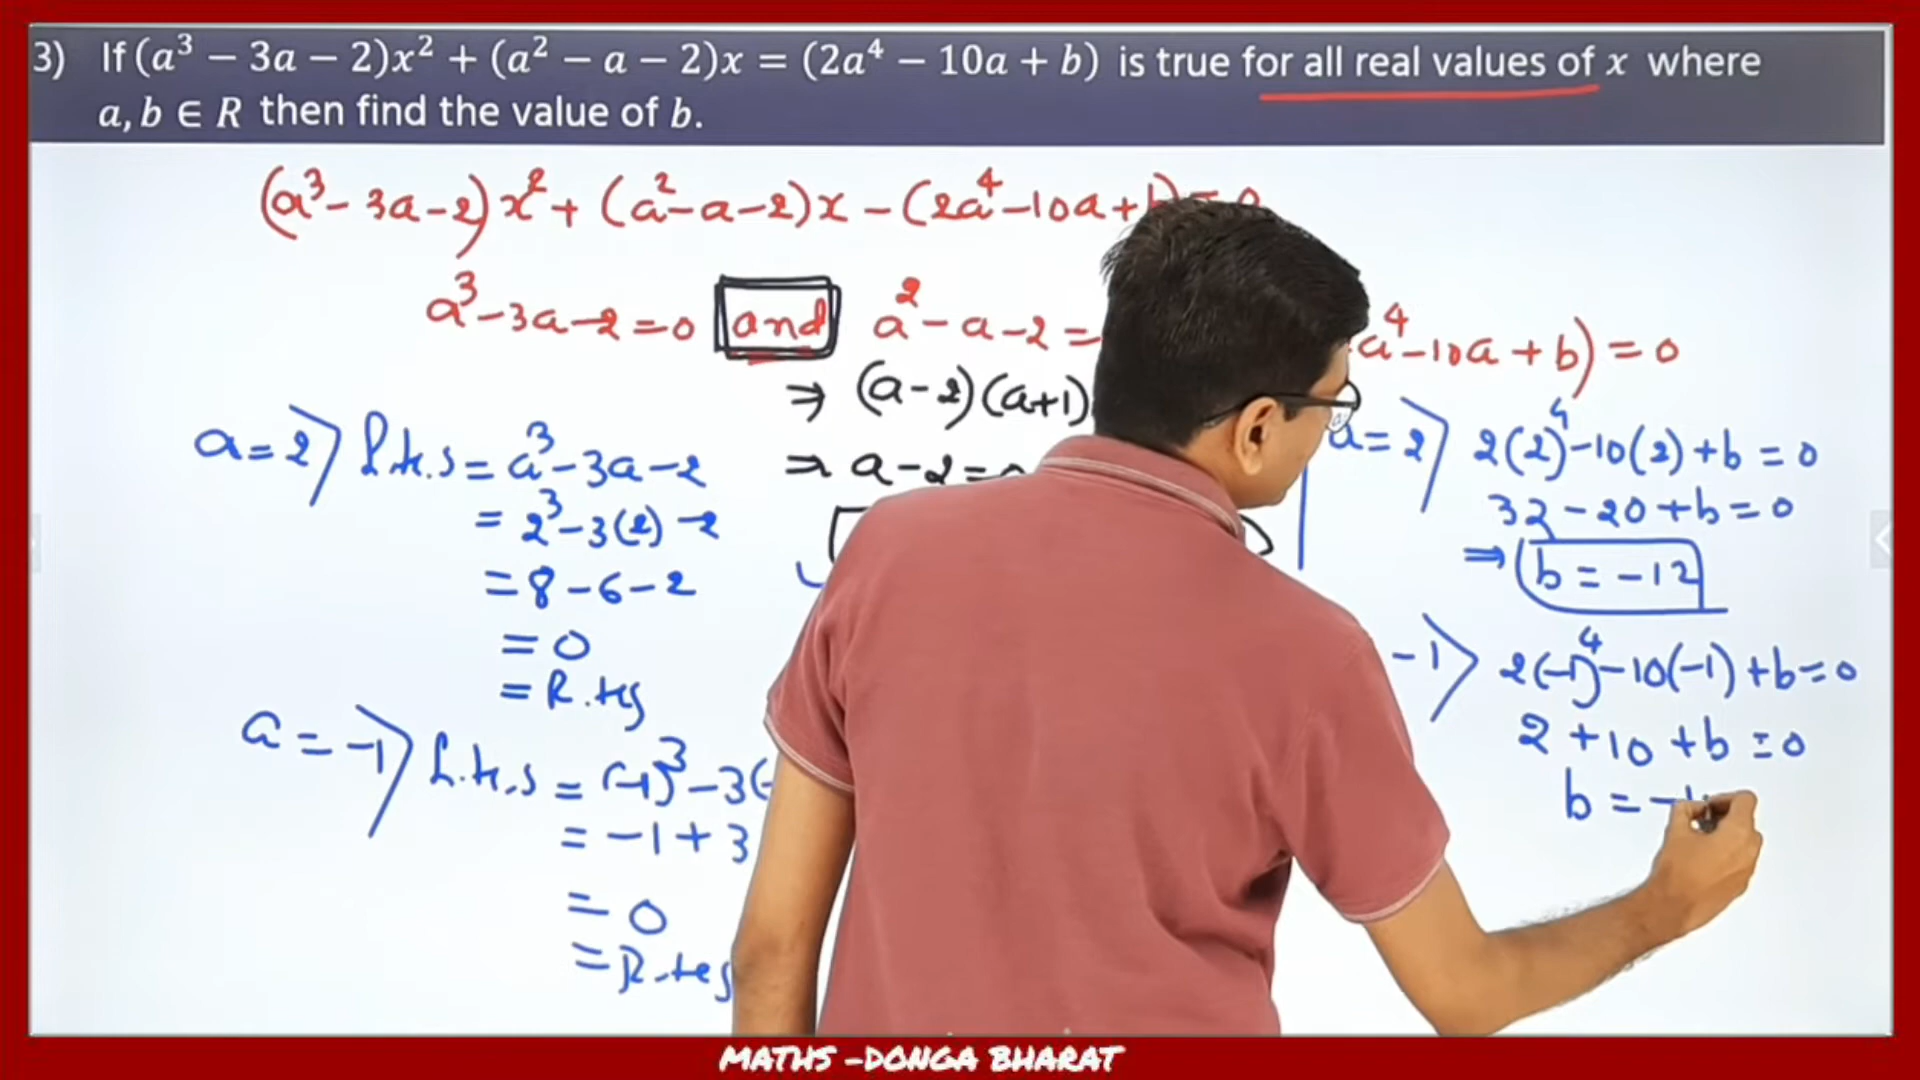 3) If (a³ − 3a − 2)x² + (a² − a − 2)x = (2a⁴ − 10a + b) is true for all real values of x where
a, b ∈ R then find the value of b.
(a³ - 3a - 2)x² + (a² - a - 2)x - (2a⁴ - 10a + b) = 0
a³ - 3a - 2 = 0 and a² - a - 2 =
a⁴ - 10a + b) = 0
⇒ (a - 2)(a + 1)
⇒ a - 2 = 0
a = 2⟩ L.H.S = a³ - 3a - 2
= 2³ - 3(2) - 2
= 8 - 6 - 2
= 0
= R.H.S
a = -1⟩ L.H.S = (-1)³ - 3(-
= -1 + 3
= 0
= R.H.S
a = 2⟩ 2(2)⁴ - 10(2) + b = 0
32 - 20 + b = 0
⇒ b = -12
-1⟩ 2(-1)⁴ - 10(-1) + b = 0
2 + 10 + b = 0
b = -1
MATHS -DONGA BHARAT